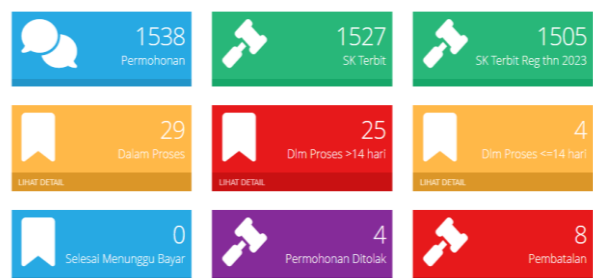 1538
Permohonan
1527
SK Terbit
1505
SK Terbit Reg thn 2023
29
Dalam Proses
LIHAT DETAIL
25
Dlm Proses >14 hari
LIHAT DETAIL
4
Dlm Proses <=14 hari
LIHAT DETAIL
0
Selesai Menunggu Bayar
4
Permohonan Ditolak
8
Pembatalan